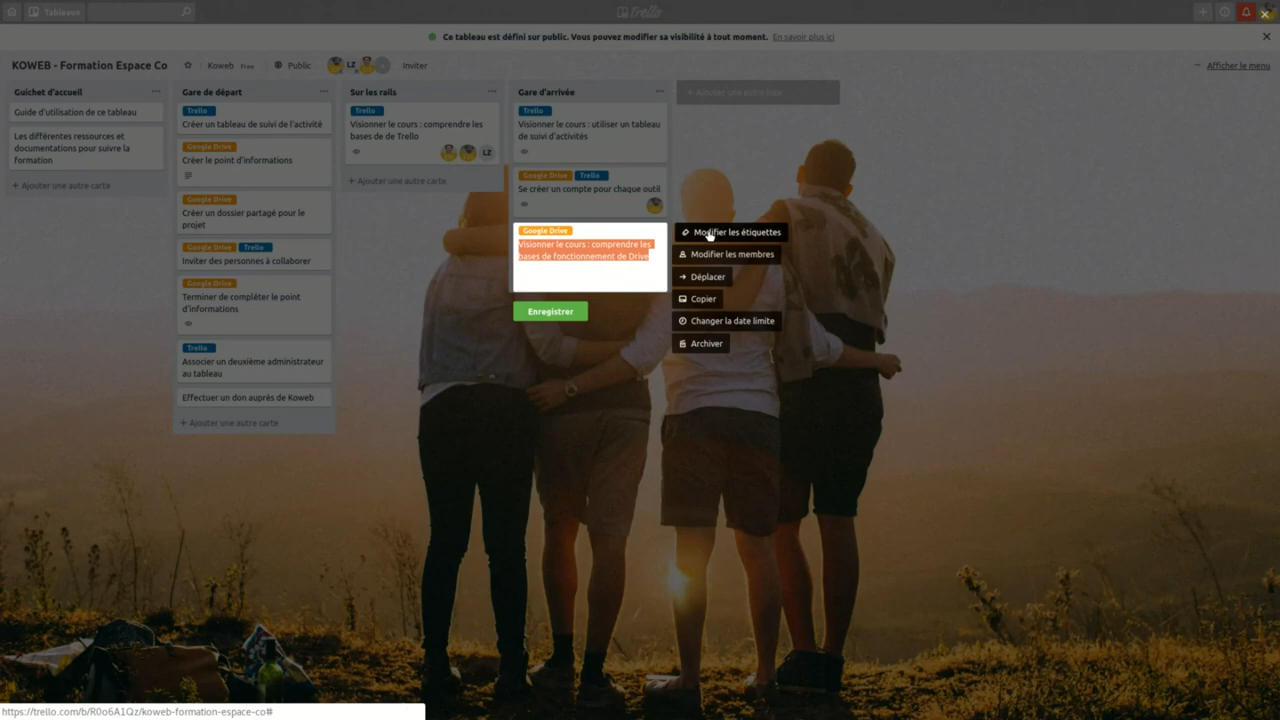 Tableaux
Trello
Ce tableau est défini sur public. Vous pouvez modifier sa visibilité à tout moment. En savoir plus ici
KOWEB - Formation Espace Co
Koweb Free
Public
LZ
Inviter
Afficher le menu
Guichet d'accueil
Guide d'utilisation de ce tableau
Les différentes ressources et
documentations pour suivre la
formation
+ Ajouter une autre carte
Gare de départ
Trello
Créer un tableau de suivi de l'activité
Google Drive
Créer le point d'informations
Google Drive
Créer un dossier partagé pour le
projet
Google Drive Trello
Inviter des personnes à collaborer
Google Drive
Terminer de compléter le point
d'informations
Trello
Associer un deuxième administrateur
au tableau
Effectuer un don auprès de Koweb
+ Ajouter une autre carte
Sur les rails
Trello
Visionner le cours : comprendre les
bases de de Trello
LZ
+ Ajouter une autre carte
Gare d'arrivée
Trello
Visionner le cours : utiliser un tableau
de suivi d'activités
Google Drive Trello
Se créer un compte pour chaque outil
Google Drive
Visionner le cours : comprendre les
bases de fonctionnement de Drive
Enregistrer
+ Ajouter une autre liste
Modifier les étiquettes
Modifier les membres
Déplacer
Copier
Changer la date limite
Archiver
https://trello.com/b/R0o6A1Qz/koweb-formation-espace-co#